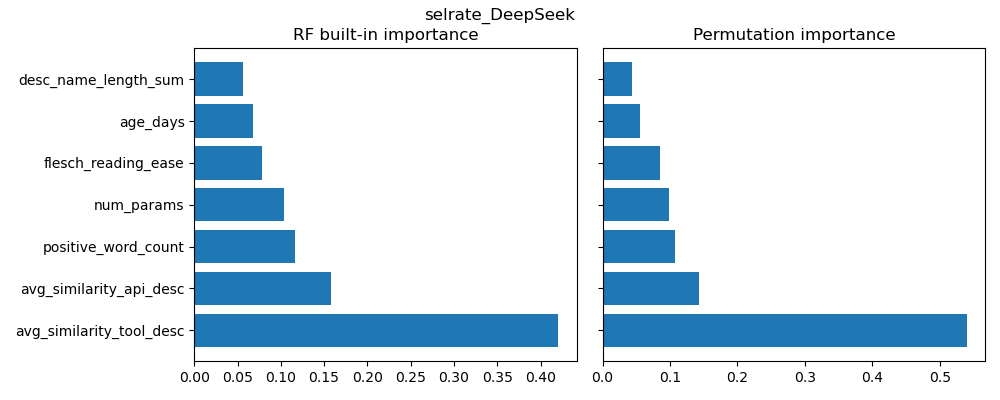 selrate_DeepSeek
RF built-in importance
Permutation importance
desc_name_length_sum
age_days
flesch_reading_ease
num_params
positive_word_count
avg_similarity_api_desc
avg_similarity_tool_desc
0.00 0.05 0.10 0.15 0.20 0.25 0.30 0.35 0.40
0.0 0.1 0.2 0.3 0.4 0.5